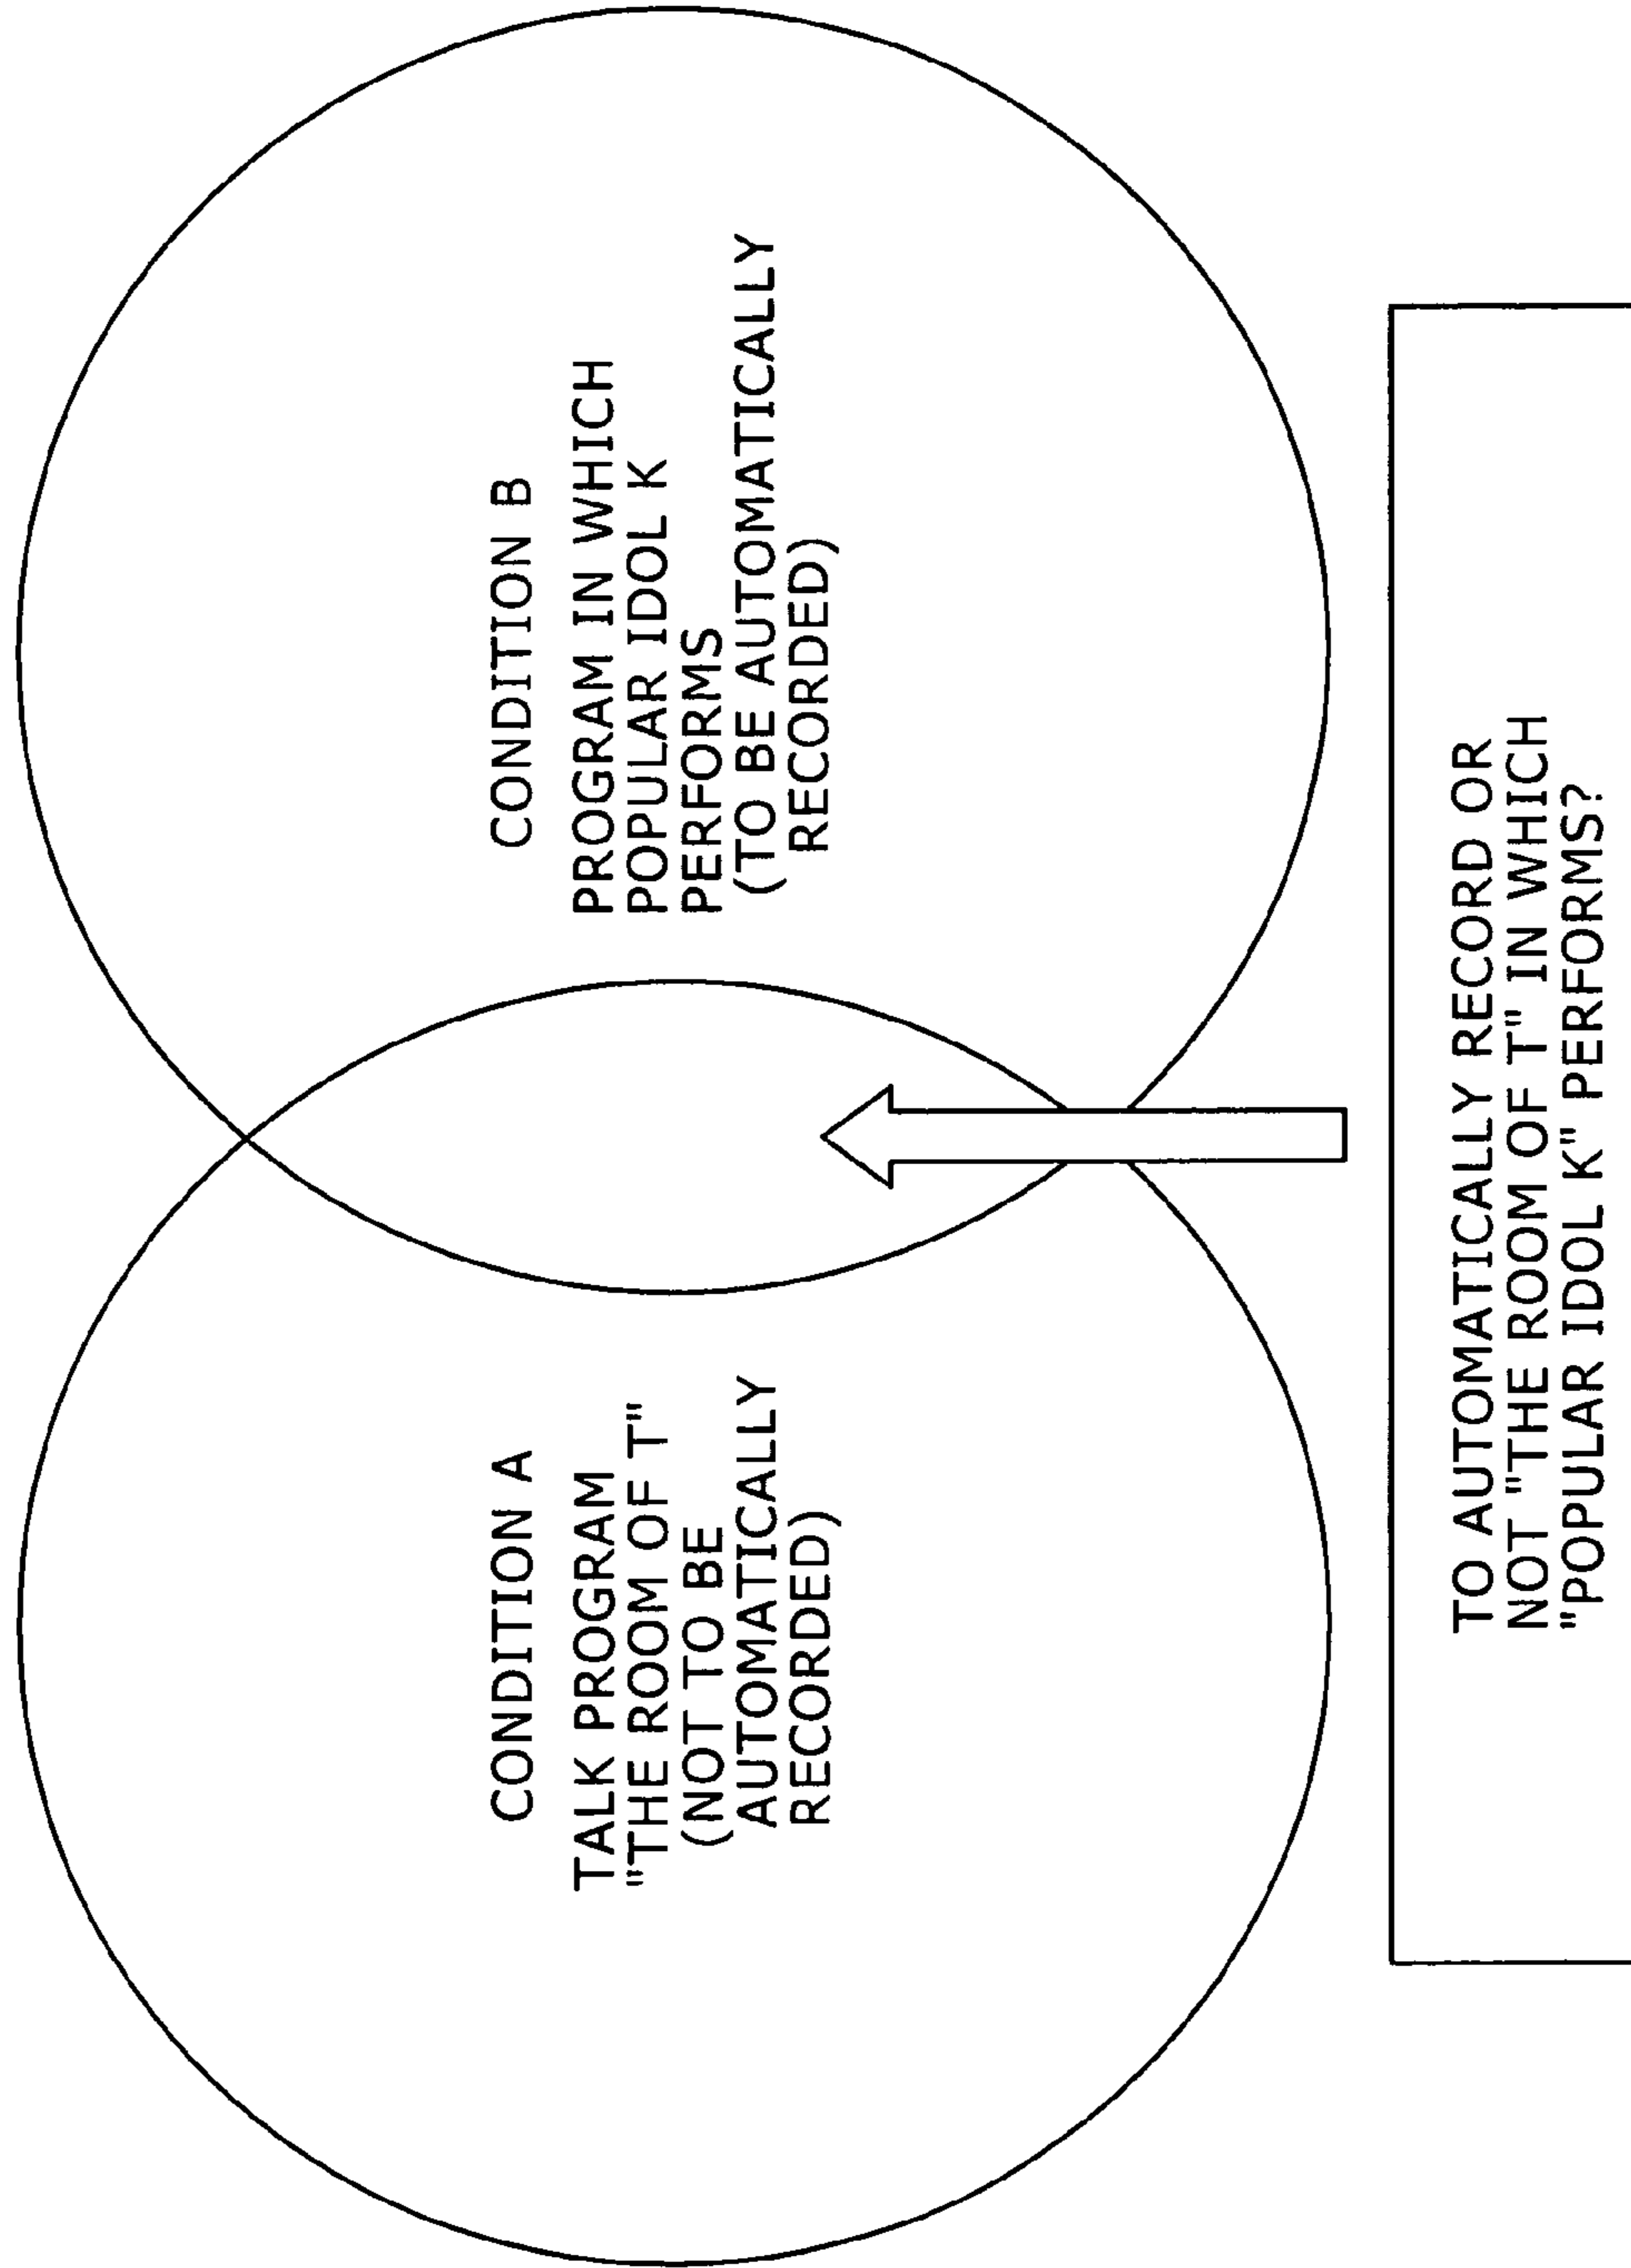 CONDITION A
TALK PROGRAM
"THE ROOM OF T"
(NOT TO BE
AUTOMATICALLY
RECORDED)
CONDITION B
PROGRAM IN WHICH
POPULAR IDOL K
PERFORMS
(TO BE AUTOMATICALLY
RECORDED)
TO AUTOMATICALLY RECORD OR
NOT "THE ROOM OF T" IN WHICH
"POPULAR IDOL K" PERFORMS?